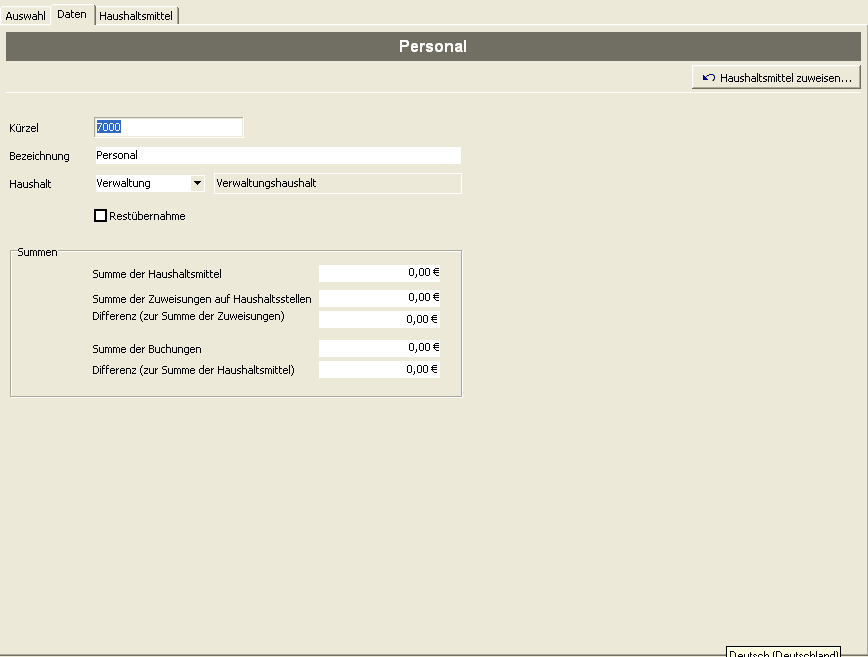 Auswahl Daten Haushaltsmittel
Personal
Haushaltsmittel zuweisen...
Kürzel 7000
Bezeichnung Personal
Haushalt Verwaltung Verwaltungshaushalt
Restübernahme
Summen
Summe der Haushaltsmittel 0,00 €
Summe der Zuweisungen auf Haushaltsstellen 0,00 €
Differenz (zur Summe der Zuweisungen) 0,00 €
Summe der Buchungen 0,00 €
Differenz (zur Summe der Haushaltsmittel) 0,00 €
Deutsch (Deutschland)